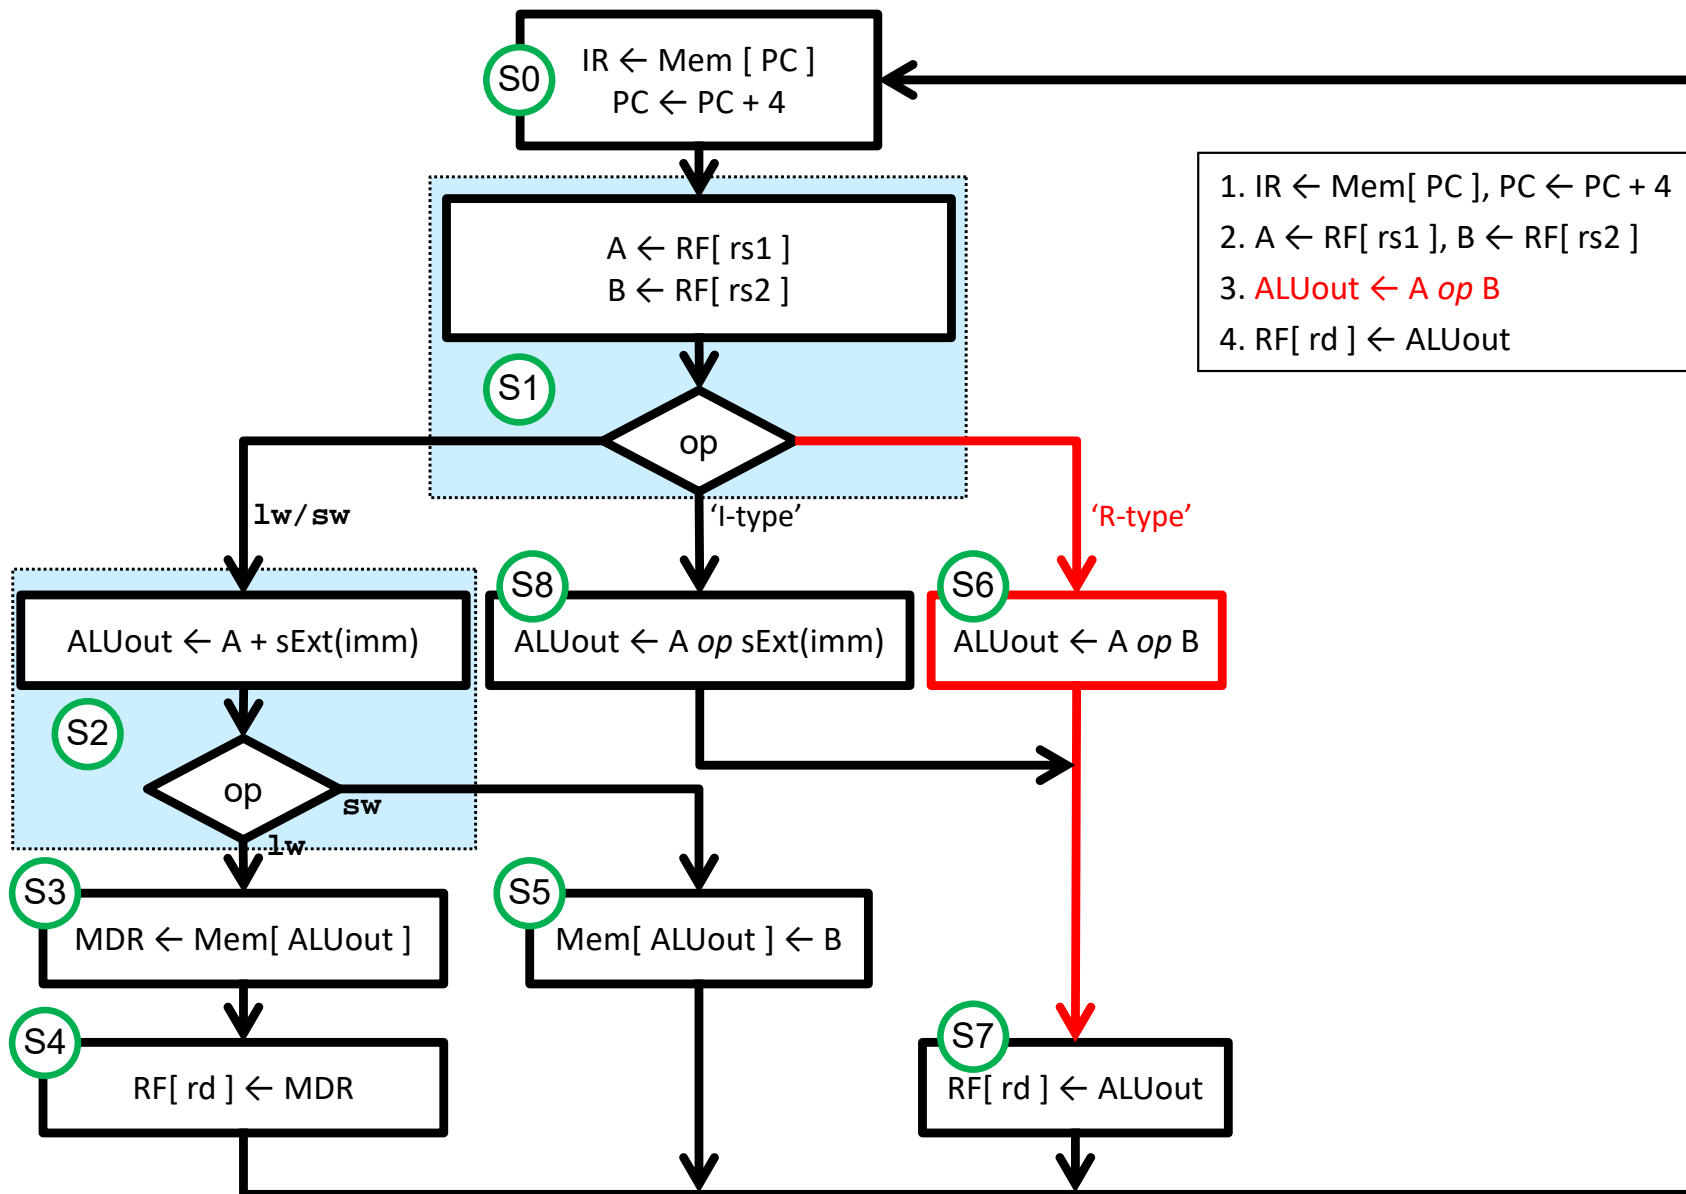 S0
IR ← Mem [ PC ]
PC ← PC + 4
1. IR ← Mem[ PC ], PC ← PC + 4
2. A ← RF[ rs1 ], B ← RF[ rs2 ]
3. ALUout ← A op B
4. RF[ rd ] ← ALUout
A ← RF[ rs1 ]
B ← RF[ rs2 ]
S1
op
lw/sw
'I-type'
'R-type'
S8
S6
ALUout ← A + sExt(imm)
ALUout ← A op sExt(imm)
ALUout ← A op B
S2
op
sw
lw
S3
S5
MDR ← Mem[ ALUout ]
Mem[ ALUout ] ← B
S4
S7
RF[ rd ] ← MDR
RF[ rd ] ← ALUout